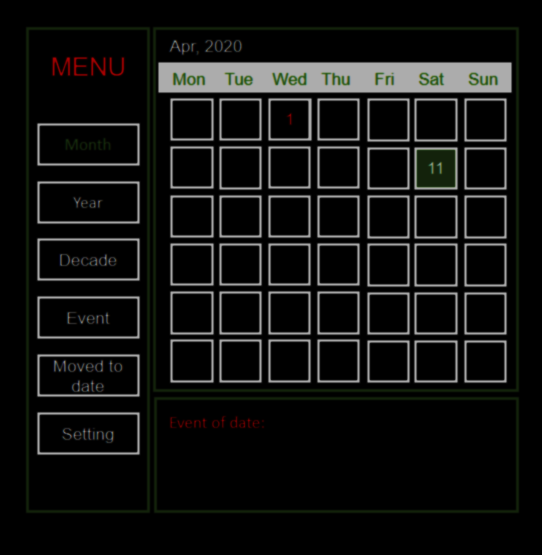 MENU
Month
Year
Decade
Event
Moved to
date
Setting
Apr, 2020
Mon Tue Wed Thu Fri Sat Sun
1
11
Event of date: